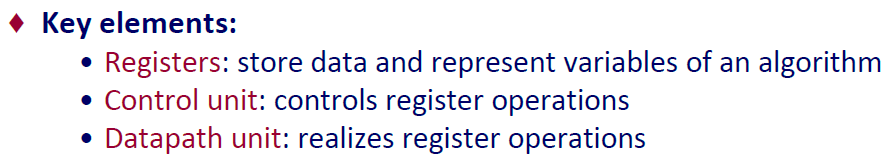 ♦ Key elements:
• Registers: store data and represent variables of an algorithm
• Control unit: controls register operations
• Datapath unit: realizes register operations